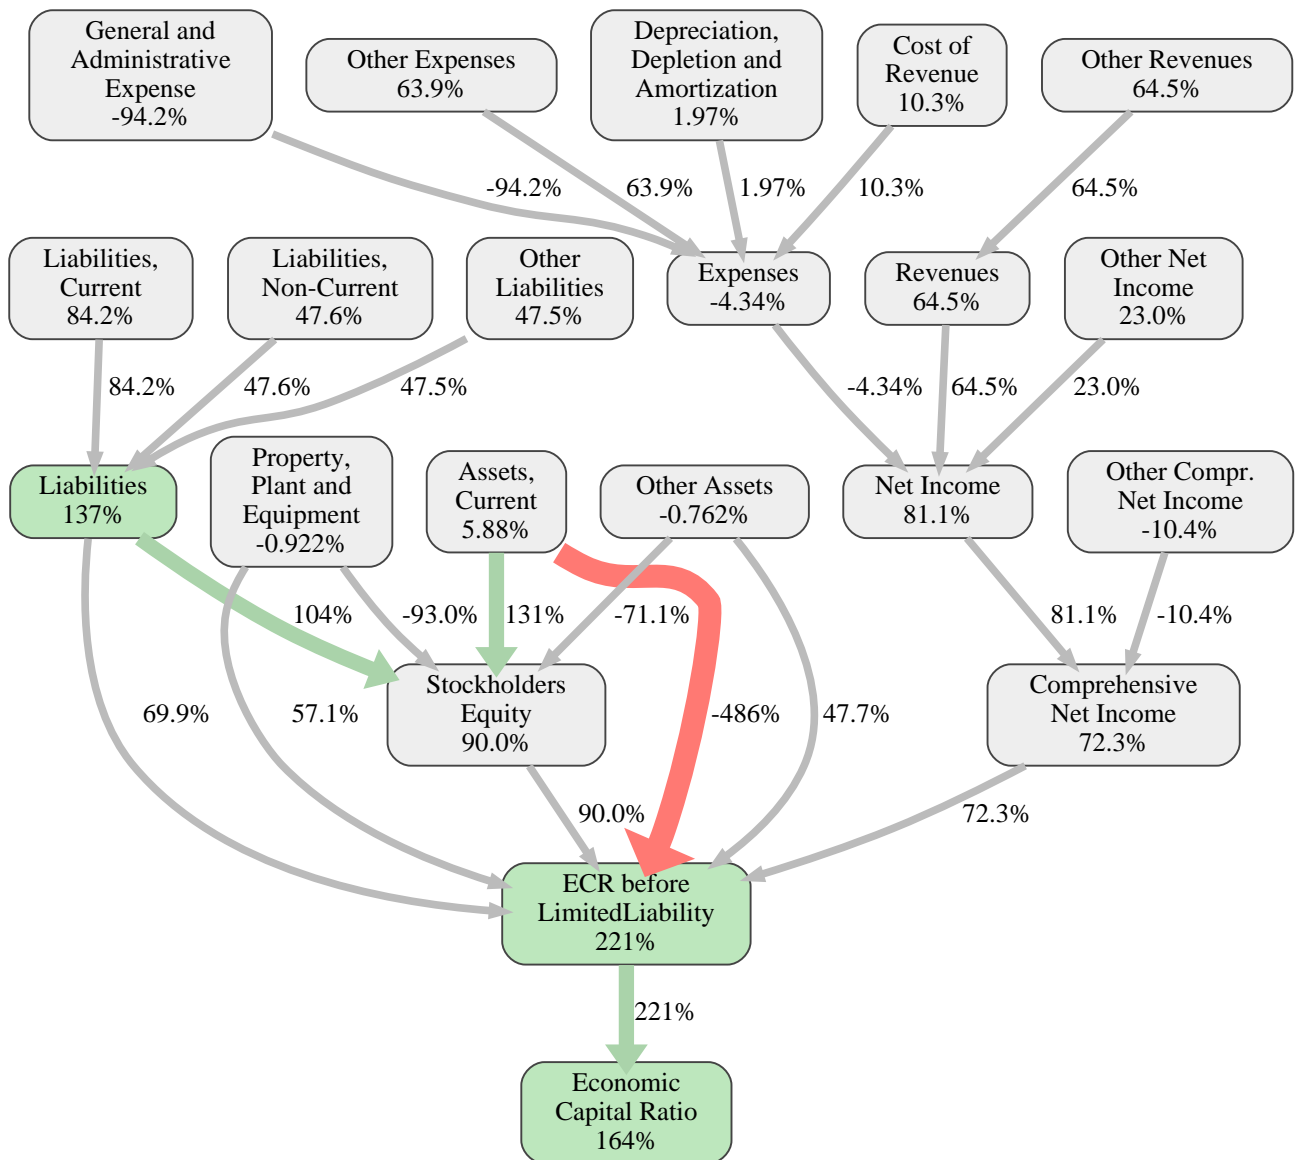 General and
Administrative
Expense
-94.2%
Other Expenses
63.9%
Depreciation,
Depletion and
Amortization
1.97%
Cost of
Revenue
10.3%
Other Revenues
64.5%
-94.2%
63.9%
1.97%
10.3%
64.5%
Liabilities,
Current
84.2%
Liabilities,
Non-Current
47.6%
Other
Liabilities
47.5%
Expenses
-4.34%
Revenues
64.5%
Other Net
Income
23.0%
84.2%
47.6%
47.5%
-4.34%
64.5%
23.0%
Liabilities
137%
Property,
Plant and
Equipment
-0.922%
Assets,
Current
5.88%
Other Assets
-0.762%
Net Income
81.1%
Other Compr.
Net Income
-10.4%
104%
-93.0%
131%
-71.1%
81.1%
-10.4%
Stockholders
Equity
90.0%
Comprehensive
Net Income
72.3%
69.9%
57.1%
-486%
47.7%
90.0%
72.3%
ECR before
LimitedLiability
221%
221%
Economic
Capital Ratio
164%